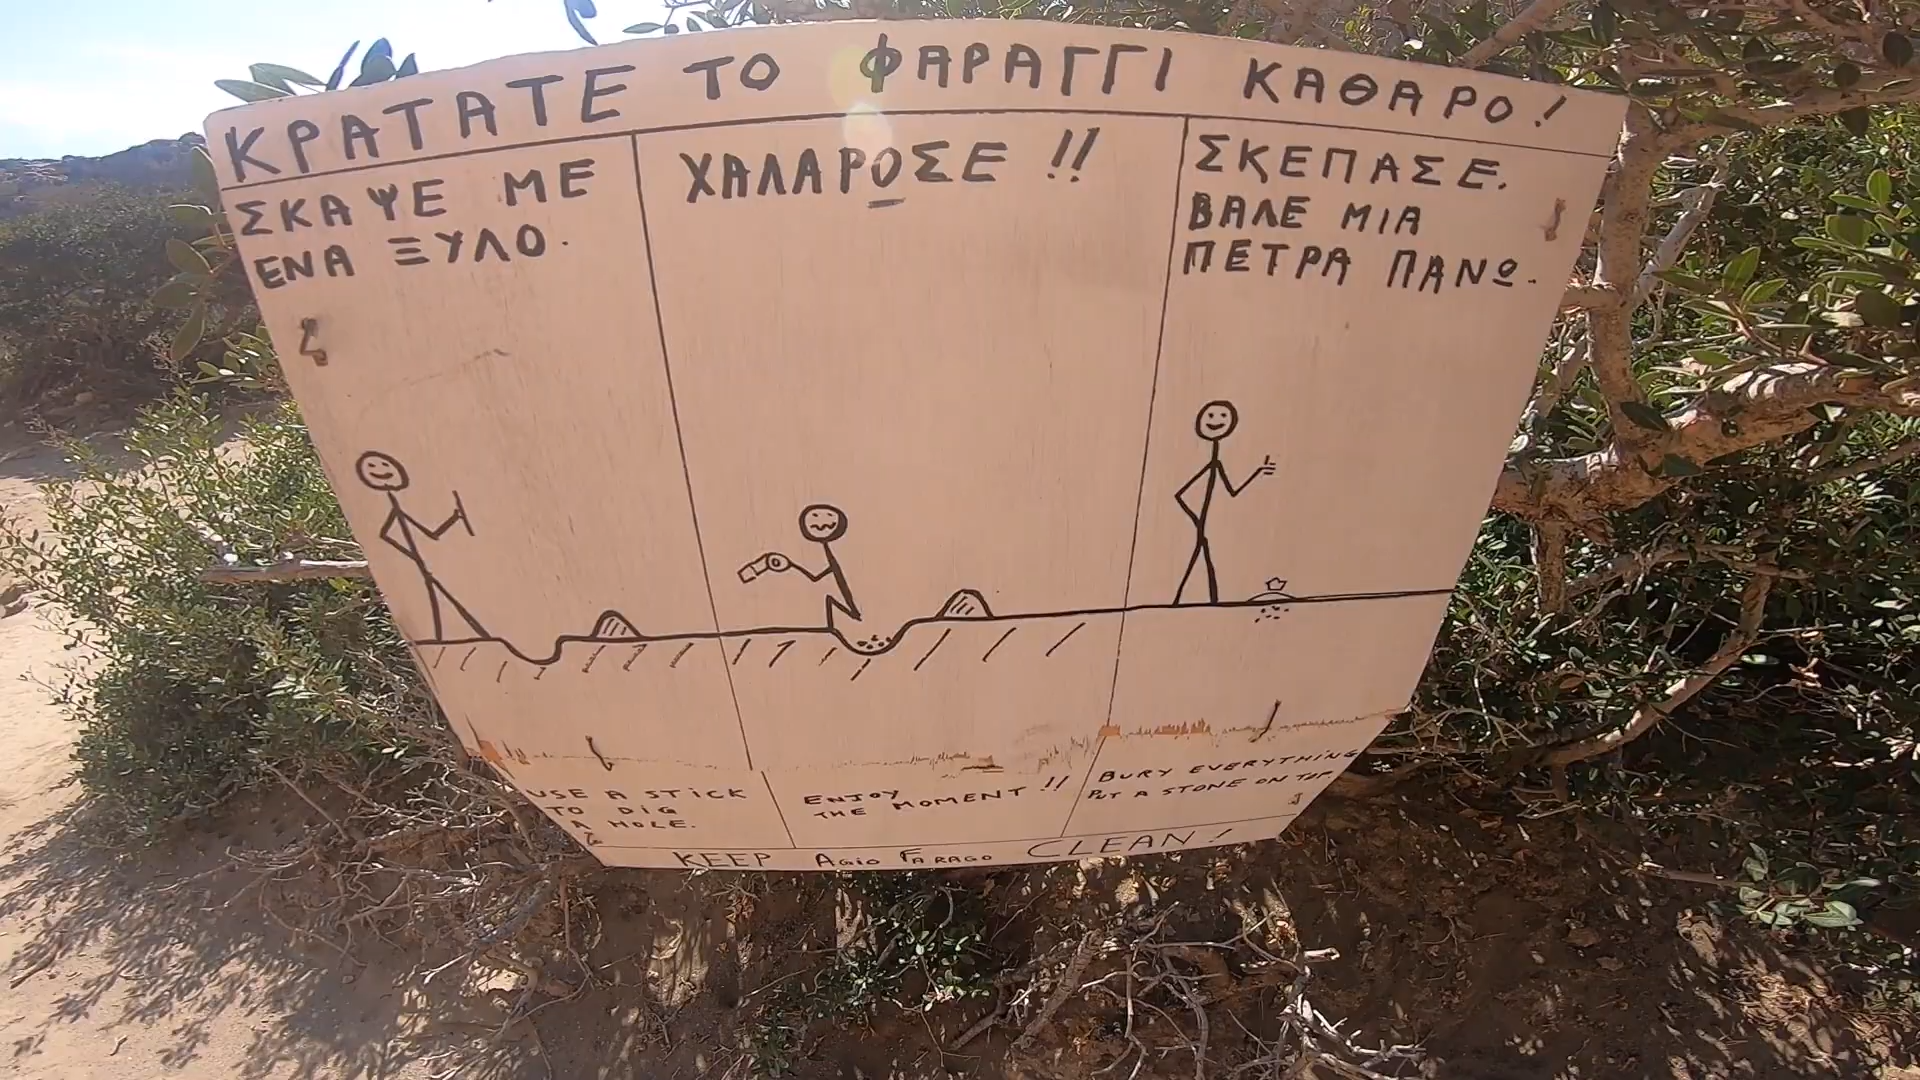 ΚΡΑΤΑΤΕ ΤΟ ΦΑΡΑΓΓΙ ΚΑΘΑΡΟ!
ΣΚΑΨΕ ΜΕ
ΕΝΑ ΞΥΛΟ.
ΧΑΛΑΡΟΣΕ !!
ΣΚΕΠΑΣΕ.
ΒΑΛΕ ΜΙΑ
ΠΕΤΡΑ ΠΑΝΩ.
USE A STICK
TO DIG
A HOLE.
ENJOY
THE MOMENT !!
BURY EVERYTHING
PUT A STONE ON TOP
KEEP AGIO FARAGO CLEAN!